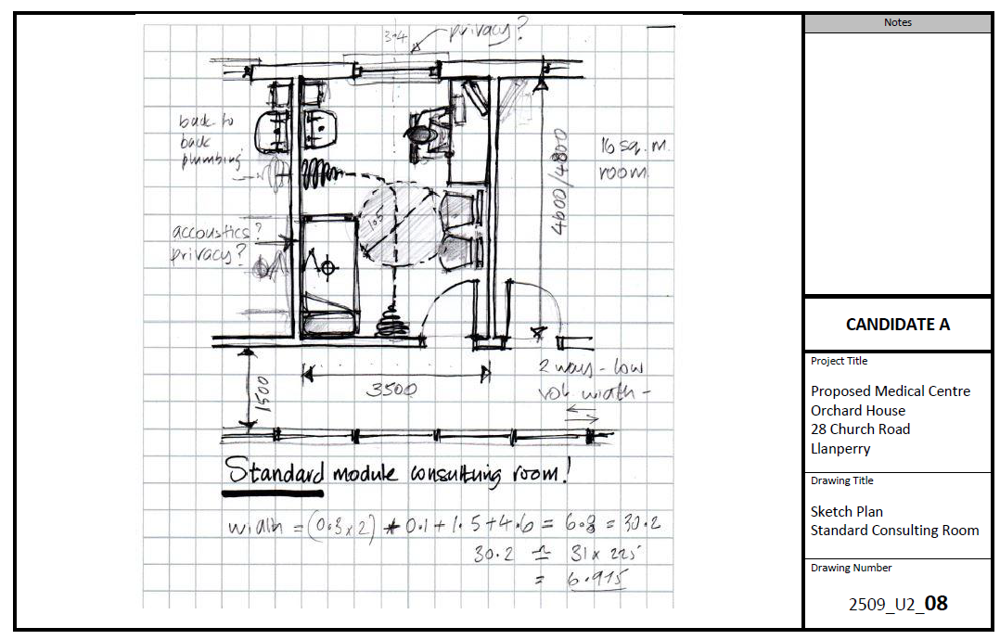 3.4
privacy?
back to
back
plumbing
accoustics?
privacy?
1.5
4600/4800
16 sq.m.
room
1500
3500
2 ways - low
vol width -
Standard module consulting room!
width = (0.3 x 2) + 0.1 + 1.5 + 4.6 = 6.8 = 30.2
30.2 ≏ 31 x 225
= 6.975
Notes
CANDIDATE A
Project Title
Proposed Medical Centre
Orchard House
28 Church Road
Llanperry
Drawing Title
Sketch Plan
Standard Consulting Room
Drawing Number
2509_U2_08